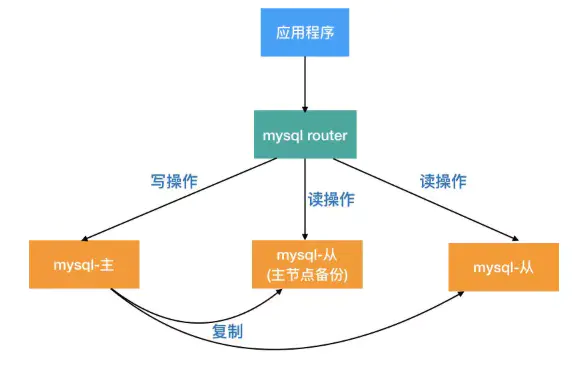 应用程序
mysql router
写操作
读操作
读操作
mysql-主
mysql-从
(主节点备份)
mysql-从
复制